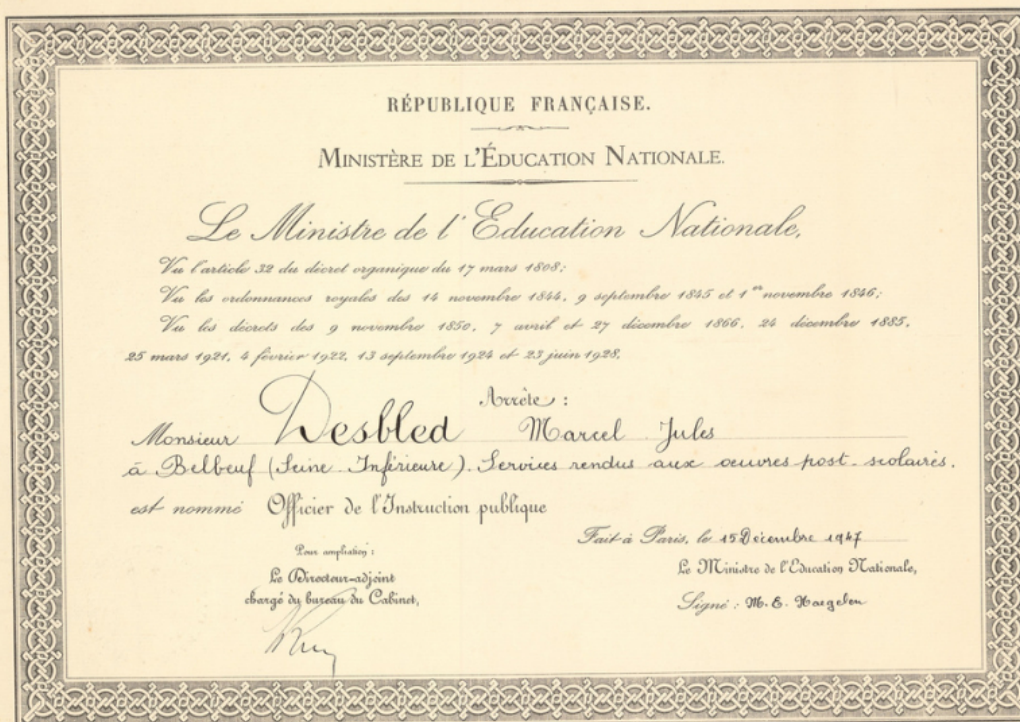 RÉPUBLIQUE FRANÇAISE.
MINISTÈRE DE L'ÉDUCATION NATIONALE.
Le Ministre de l'Education Nationale,
Vu l'article 32 du décret organique du 17 mars 1808;
Vu les ordonnances royales des 14 novembre 1844, 9 septembre 1845 et 1er novembre 1846;
Vu les décrets des 9 novembre 1850, 7 avril et 27 décembre 1866, 24 décembre 1885,
25 mars 1921, 4 février 1922, 13 septembre 1924 et 23 juin 1928,
Arrête :
Monsieur Desbled Marcel Jules
à Belbeuf (Seine-Inférieure). Services rendus aux oeuvres post-scolaires.
est nommé Officier de l'Instruction publique
Fait à Paris, le 15 Décembre 1947
Pour ampliation :
Le Directeur-adjoint
chargé du bureau du Cabinet,
Le Ministre de l'Education Nationale,
Signé : M. E. Naegelen